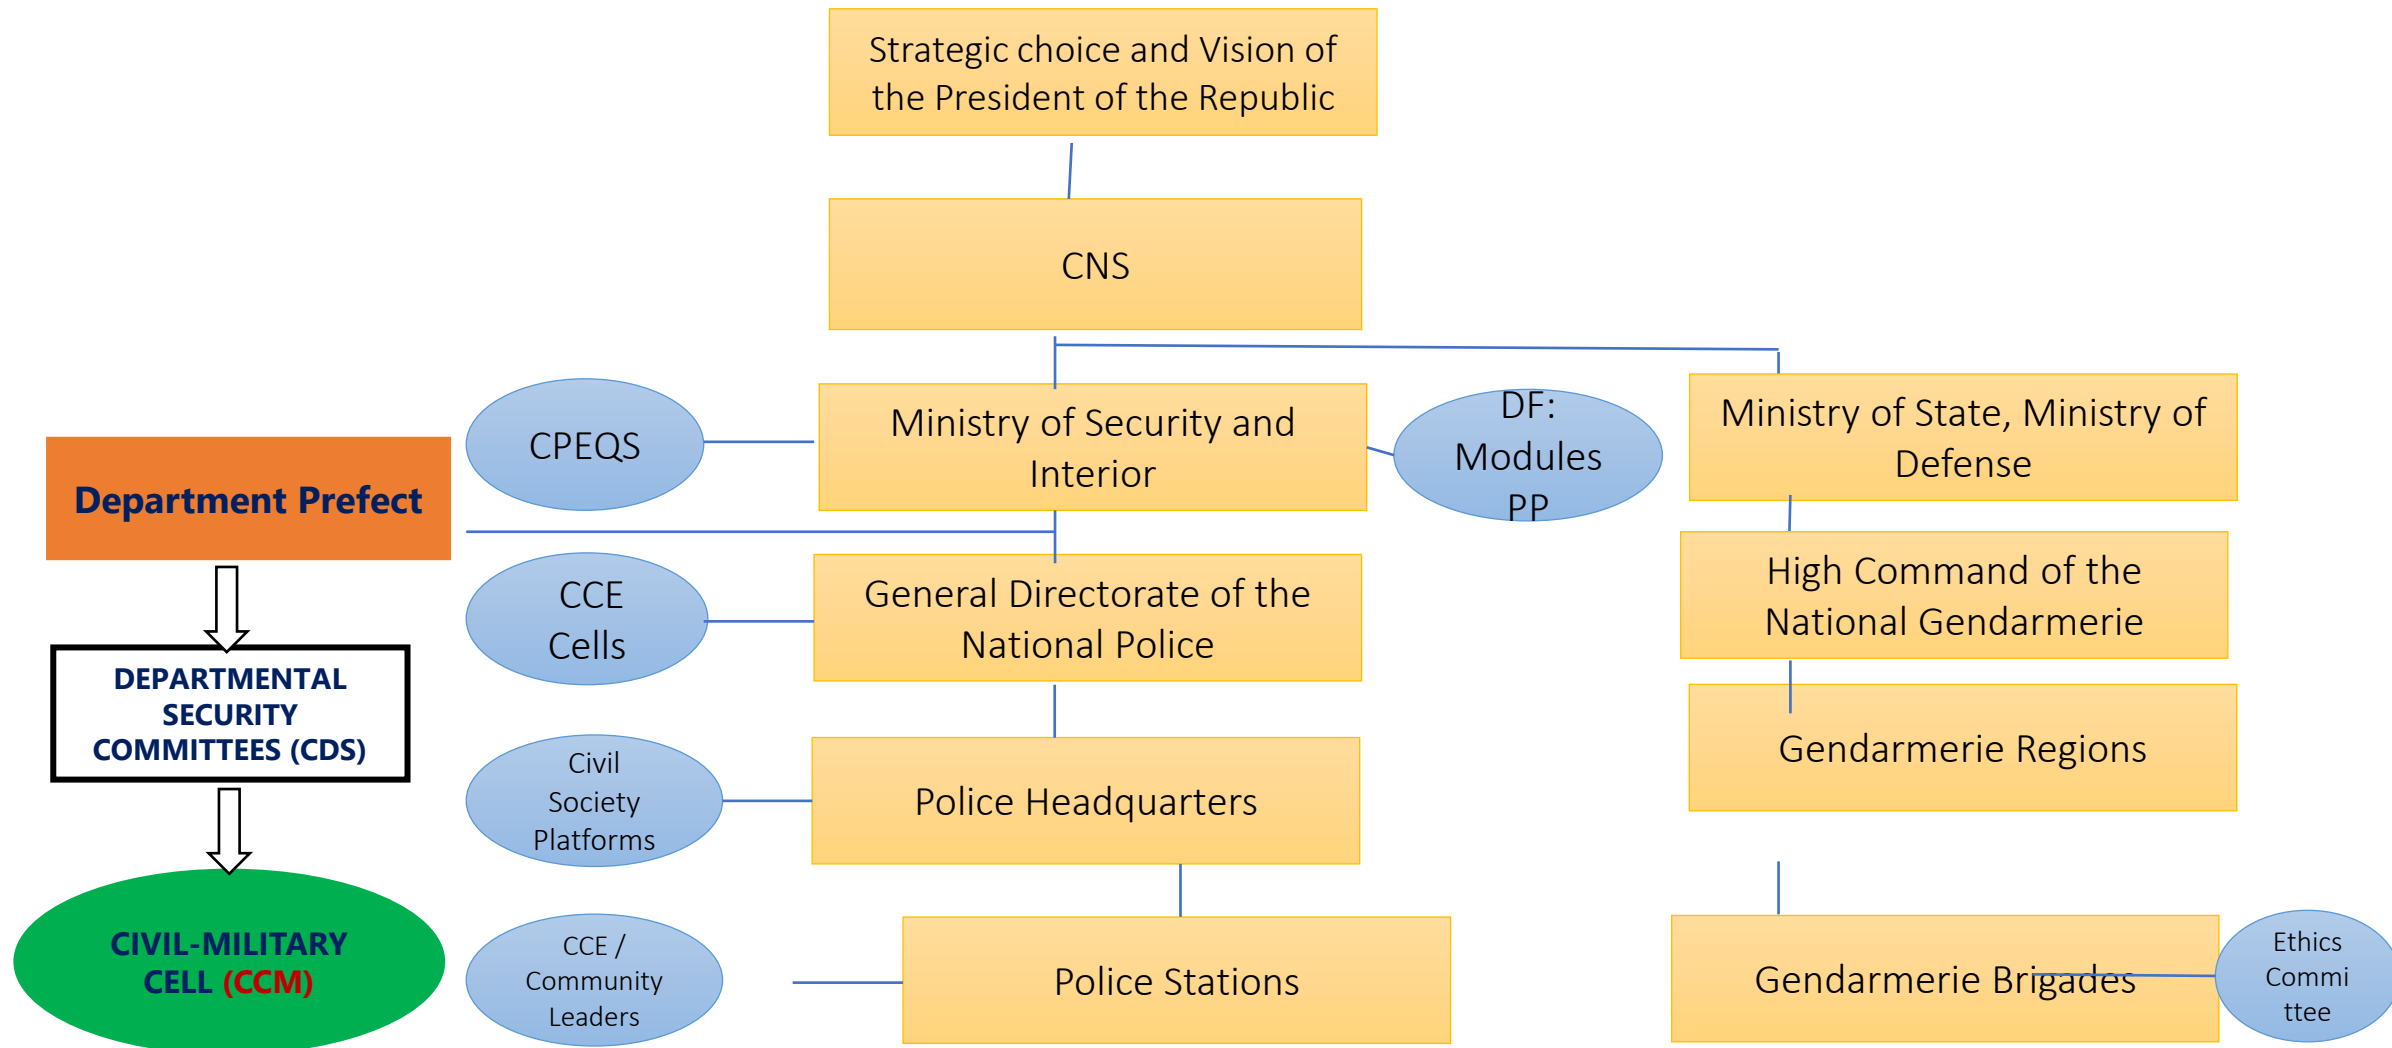 Strategic choice and Vision of
the President of the Republic
CNS
CPEQS
Ministry of Security and
Interior
DF:
Modules
PP
Ministry of State, Ministry of
Defense
Department Prefect
CCE
Cells
General Directorate of the
National Police
High Command of the
National Gendarmerie
DEPARTMENTAL
SECURITY
COMMITTEES (CDS)
Civil
Society
Platforms
Police Headquarters
Gendarmerie Regions
CIVIL-MILITARY
CELL (CCM)
CCE /
Community
Leaders
Police Stations
Gendarmerie Brigades
Ethics
Commi
ttee